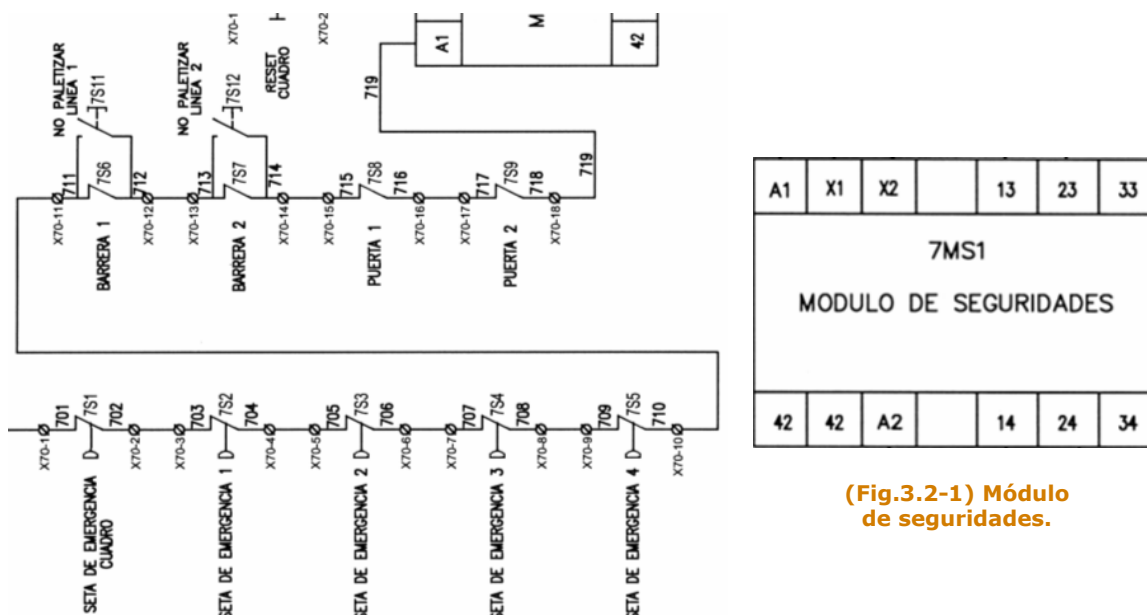 X70-1
X70-2
RESET
CUADRO
M
A1
42
NO PALETIZAR
LINEA 1
7S11
NO PALETIZAR
LINEA 2
7S12
719
719
711
7S6
712
713
7S7
714
715
7S8
716
717
7S9
718
X70-11
X70-12
X70-13
X70-14
X70-15
X70-16
X70-17
X70-18
BARRERA 1
BARRERA 2
PUERTA 1
PUERTA 2
701
7S1
702
703
7S2
704
705
7S3
706
707
7S4
708
709
7S5
710
X70-1
X70-2
X70-3
X70-4
X70-5
X70-6
X70-7
X70-8
X70-9
X70-10
SETA DE EMERGENCIA
CUADRO
SETA DE EMERGENCIA 1
SETA DE EMERGENCIA 2
SETA DE EMERGENCIA 3
SETA DE EMERGENCIA 4
A1 X1 X2 13 23 33
7MS1
MODULO DE SEGURIDADES
42 42 A2 14 24 34
(Fig.3.2-1) Módulo
de seguridades.